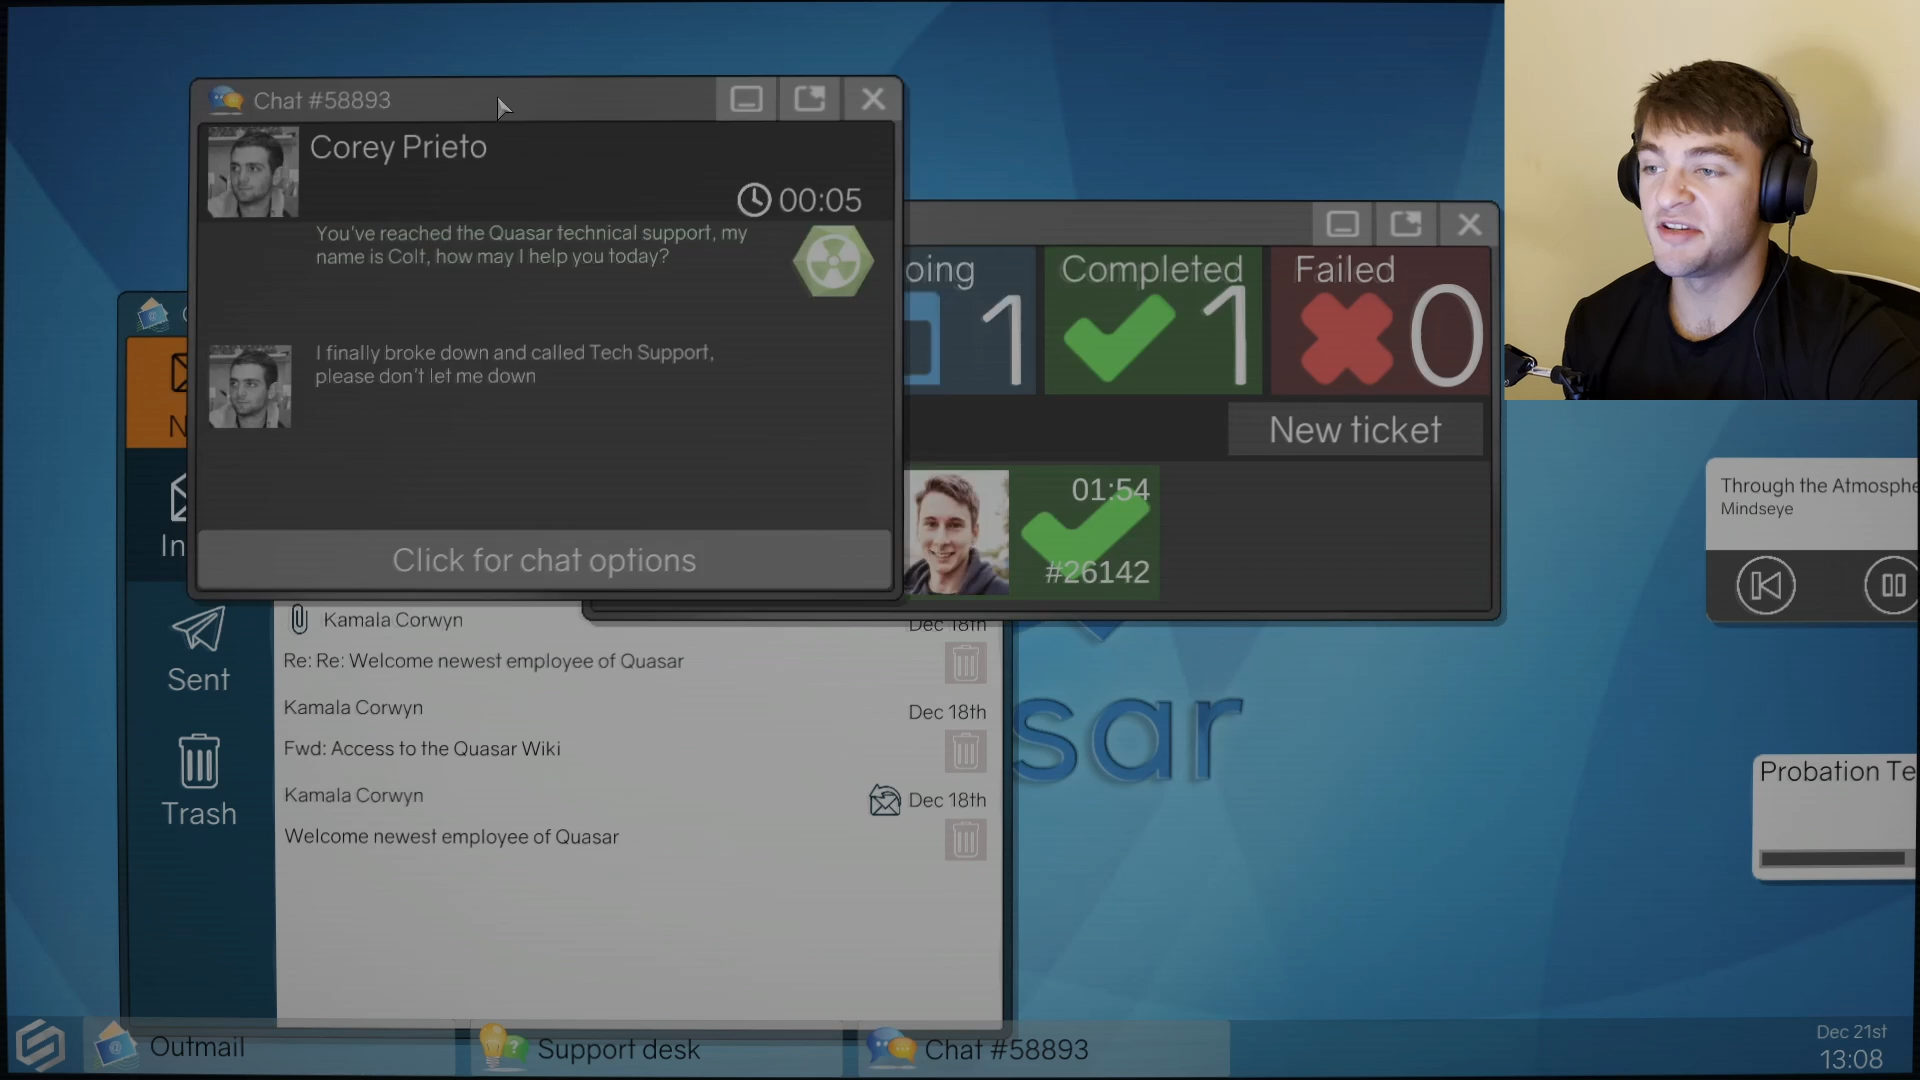 Chat #58893
Corey Prieto
00:05
You've reached the Quasar technical support, my
name is Colt, how may I help you today?
I finally broke down and called Tech Support,
please don't let me down
Click for chat options
oing
1
Completed
1
Failed
0
New ticket
01:54
#26142
Through the Atmosphe
Mindseye
Probation Te
N
In
Sent
Trash
Kamala Corwyn
Dec 18th
Re: Re: Welcome newest employee of Quasar
Kamala Corwyn
Dec 18th
Fwd: Access to the Quasar Wiki
Kamala Corwyn
Dec 18th
Welcome newest employee of Quasar
sar
Outmail
Support desk
Chat #58893
Dec 21st
13:08